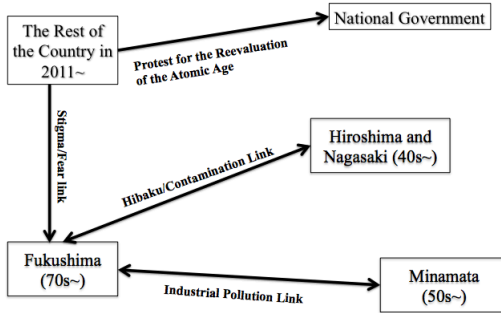 The Rest of
the Country in
2011~
National Government
Protest for the Reevaluation
of the Atomic Age
Stigma/Fear link
Hiroshima and
Nagasaki (40s~)
Hibaku/Contamination Link
Fukushima
(70s~)
Industrial Pollution Link
Minamata
(50s~)